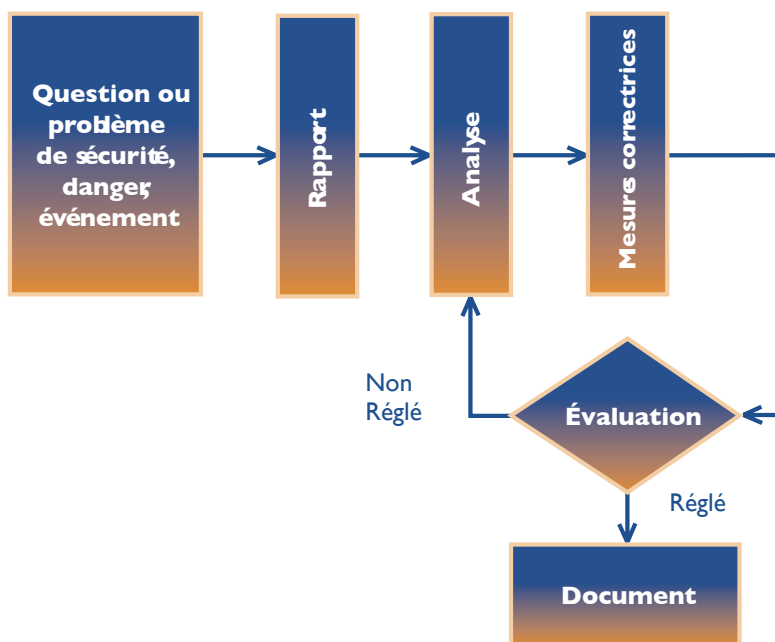 Question ou
problème
de sécurité,
danger,
événement
Rapport
Analyse
Mesures correctrices
Non
Réglé
Évaluation
Réglé
Document